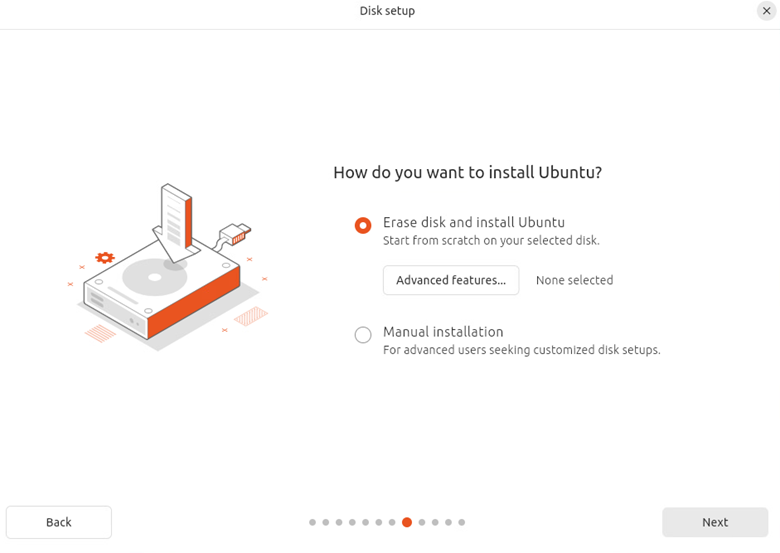 Disk setup
How do you want to install Ubuntu?
Erase disk and install Ubuntu
Start from scratch on your selected disk.
Advanced features... None selected
Manual installation
For advanced users seeking customized disk setups.
Back Next